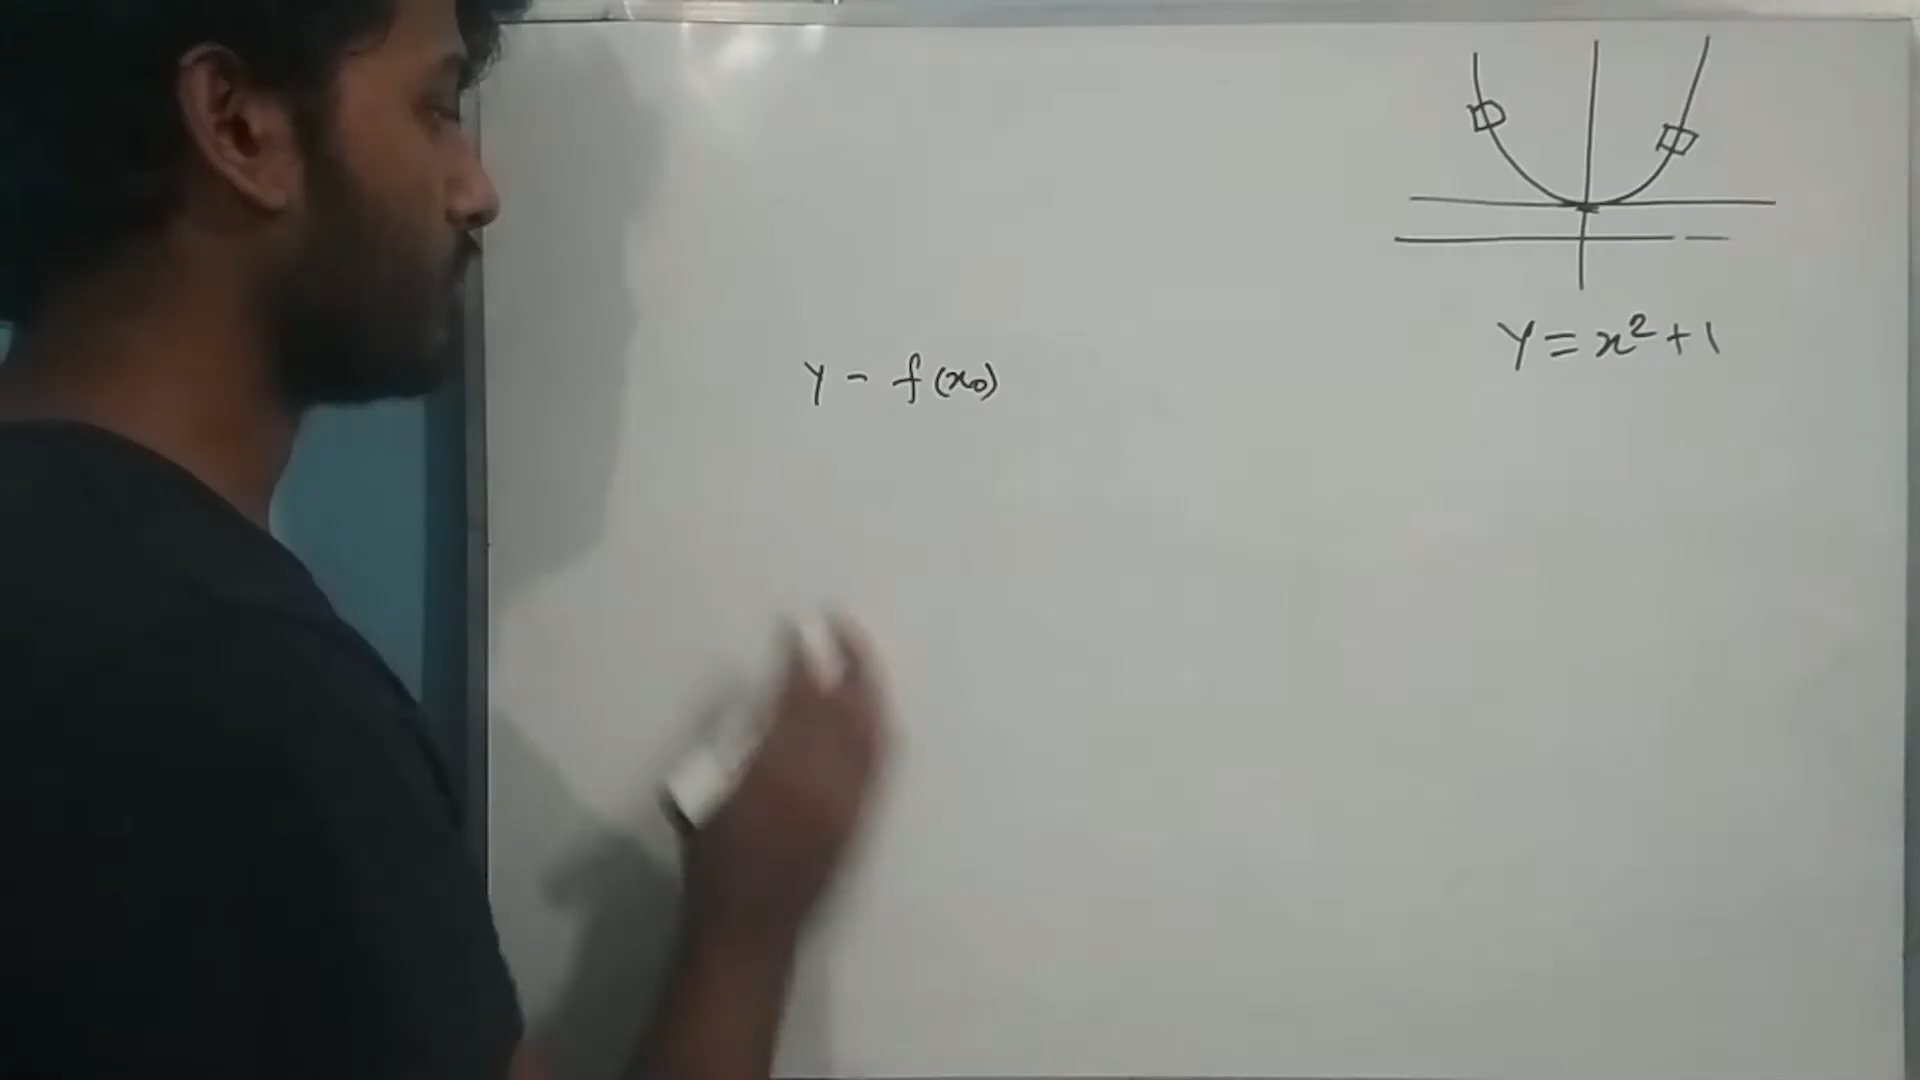 y = x² + 1
y - f(x₀)